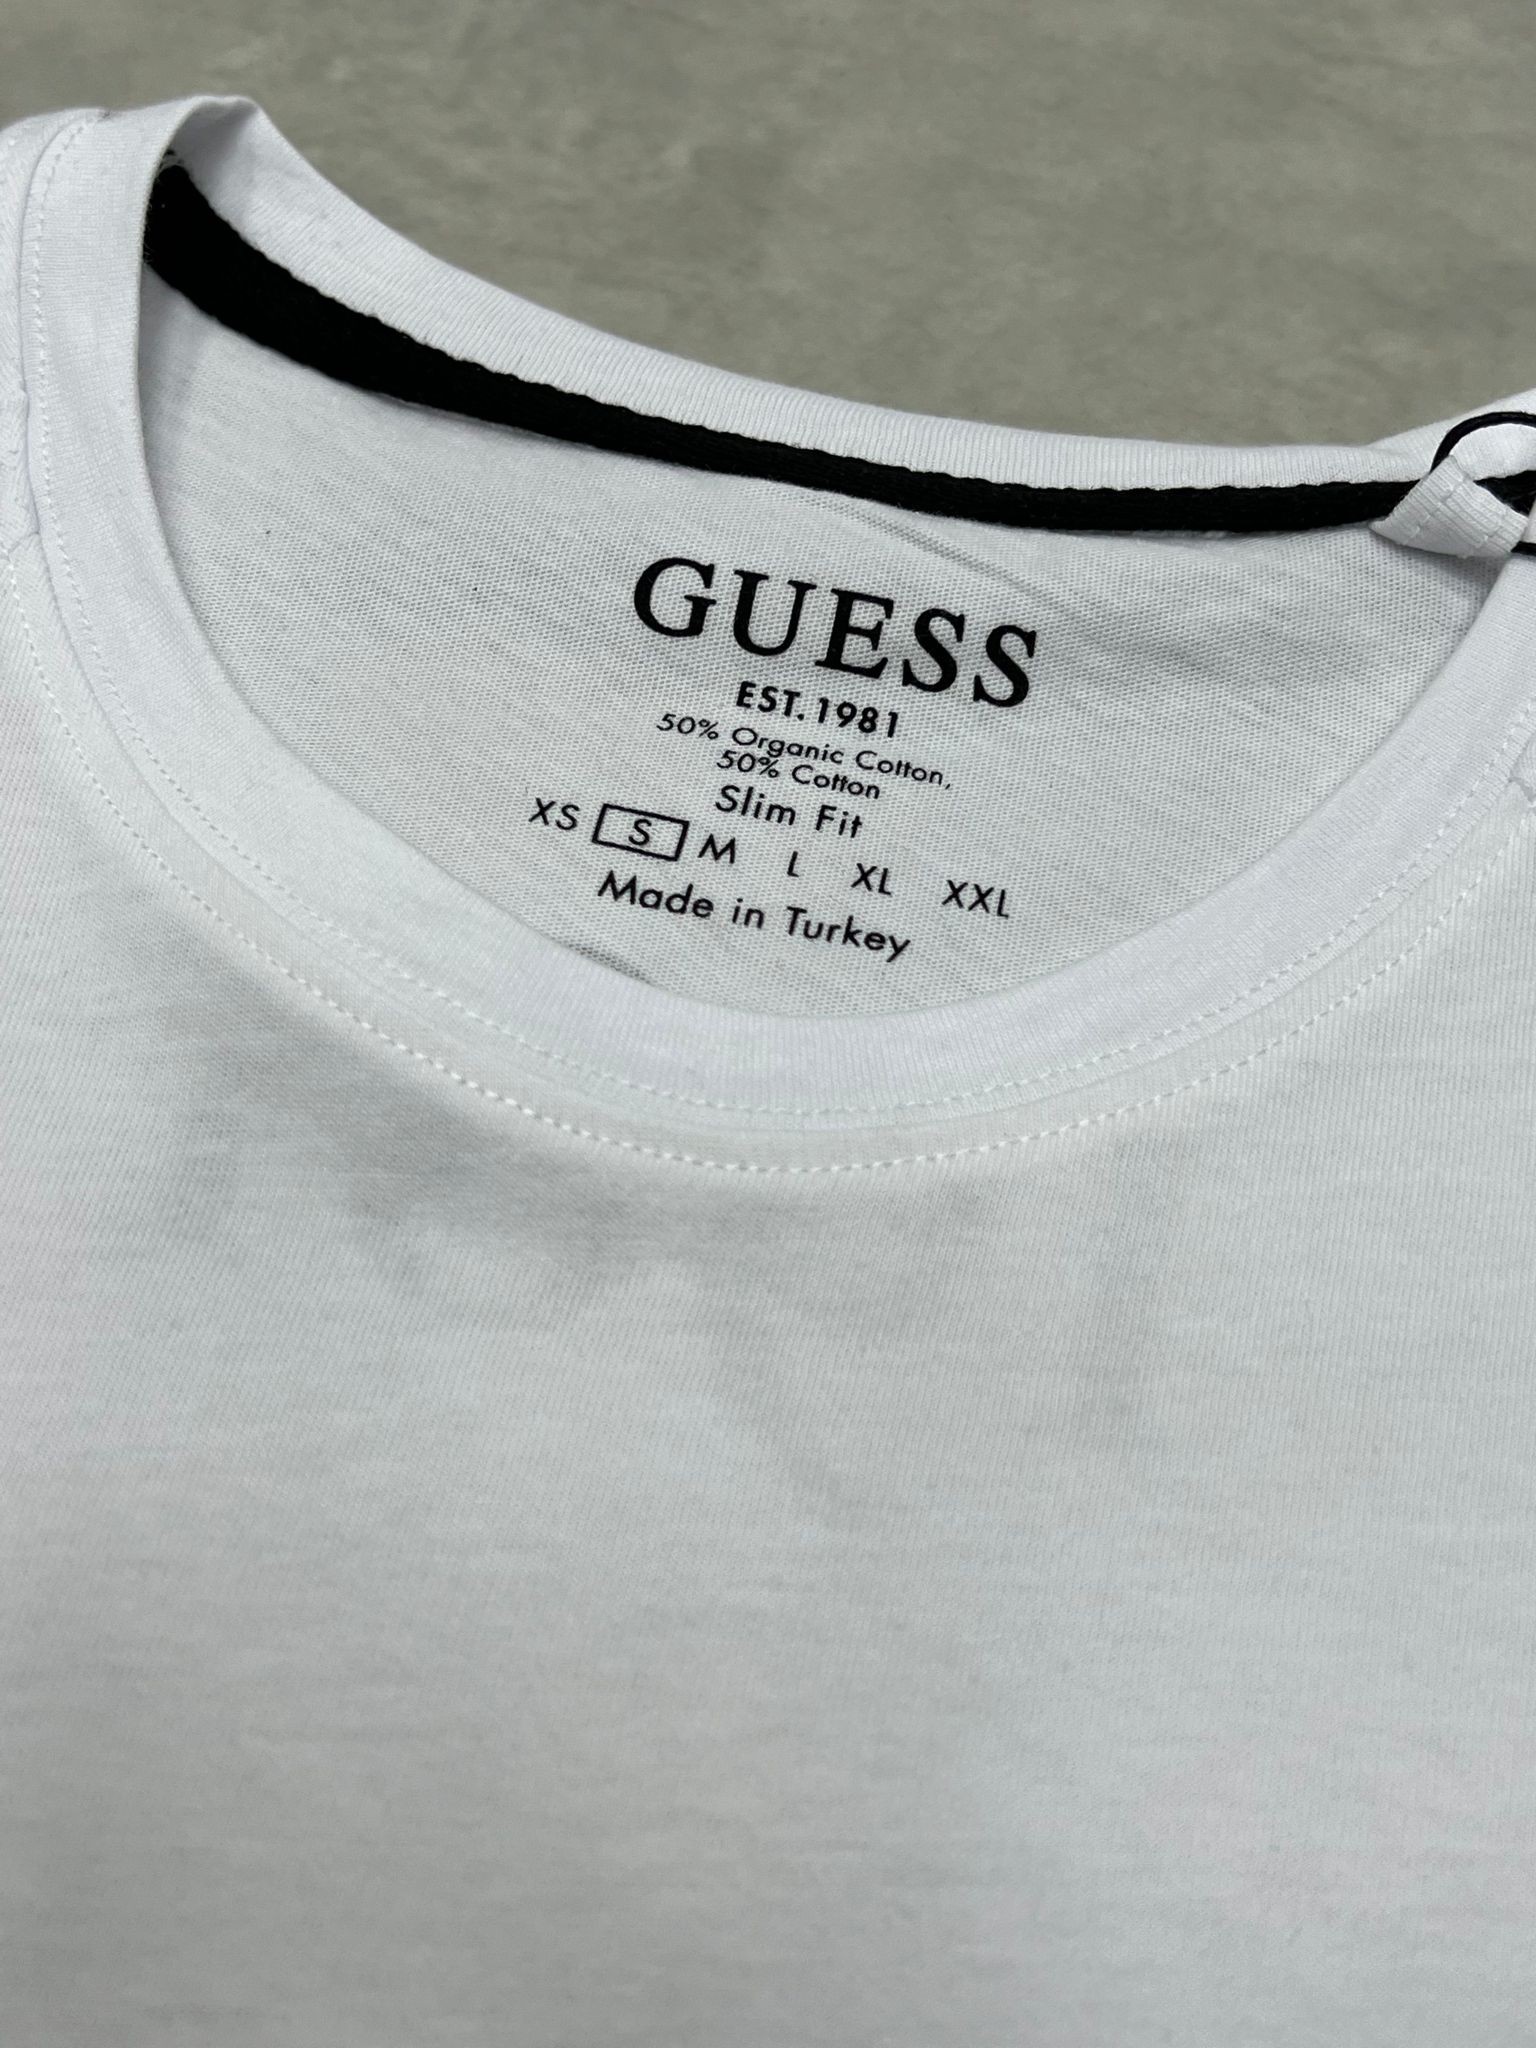 GUESS
EST. 1981
50% Organic Cotton,
50% Cotton
Slim Fit
XS S M L XL XXL
Made in Turkey